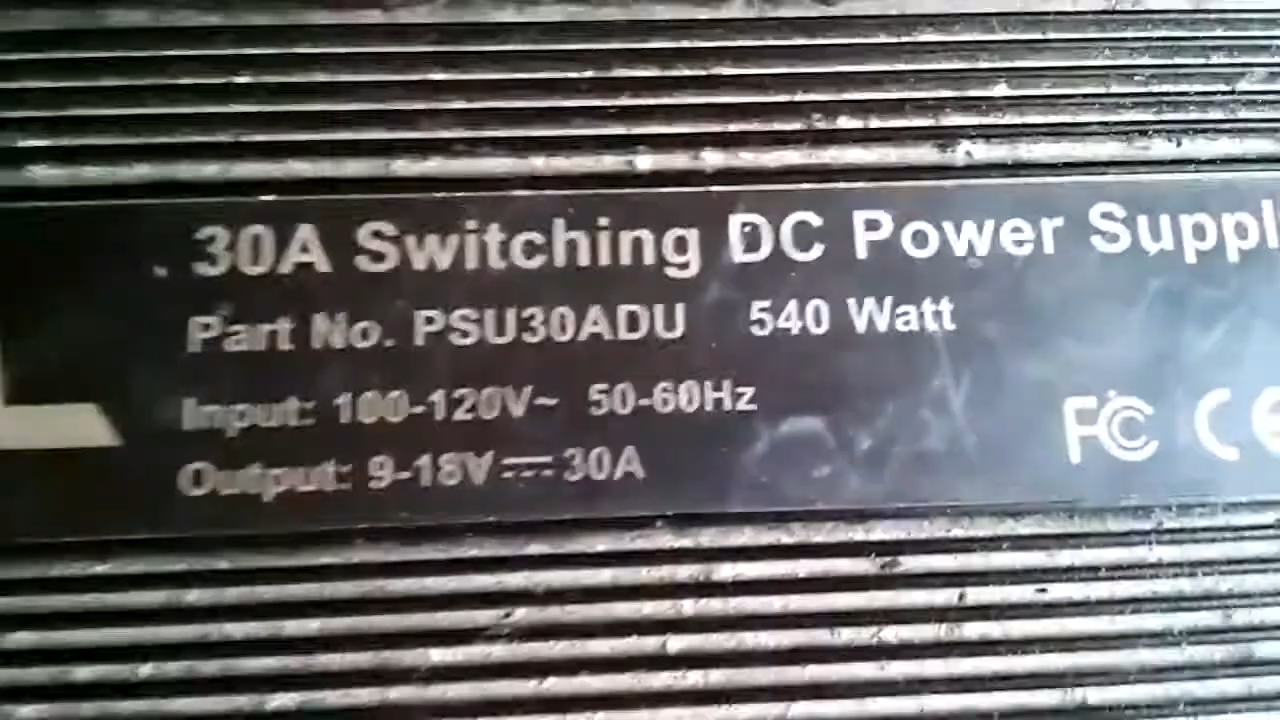 30A Switching DC Power Suppl
Part No. PSU30ADU 540 Watt
Input: 100-120V~ 50-60Hz
Output: 9-18V⎓30A
FC CE